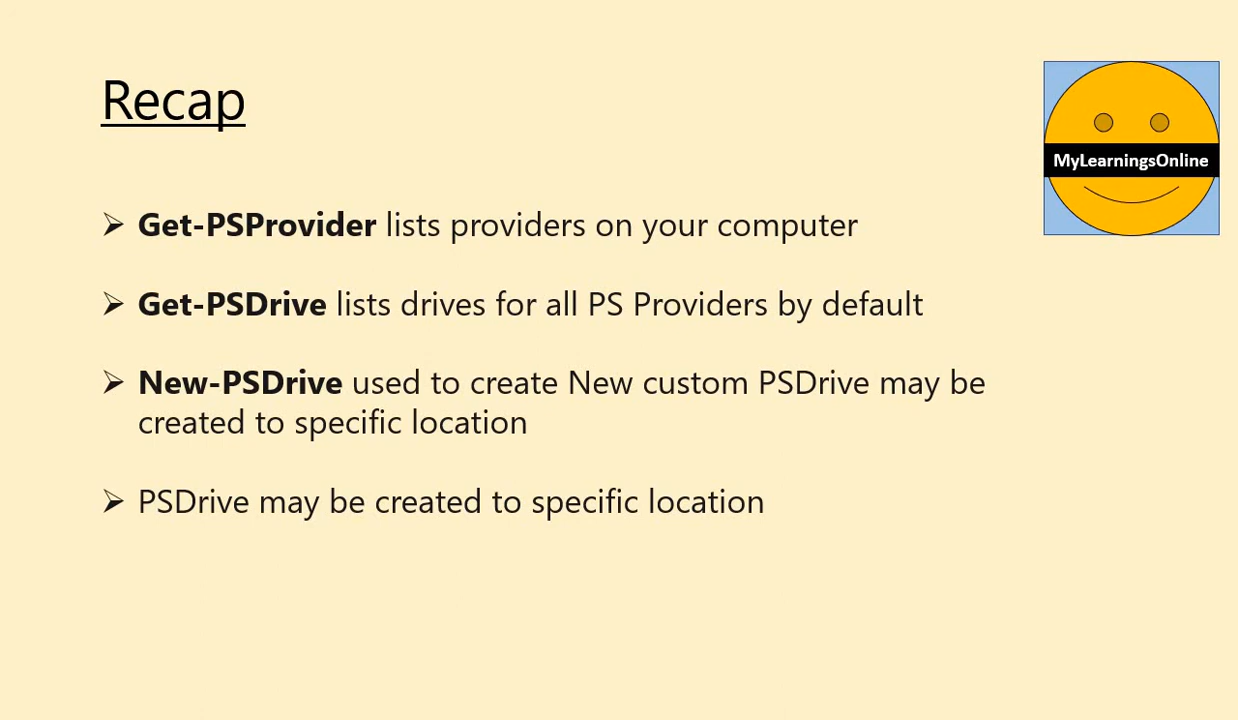 Recap
MyLearningsOnline
➢ Get-PSProvider lists providers on your computer
➢ Get-PSDrive lists drives for all PS Providers by default
➢ New-PSDrive used to create New custom PSDrive may be
created to specific location
➢ PSDrive may be created to specific location